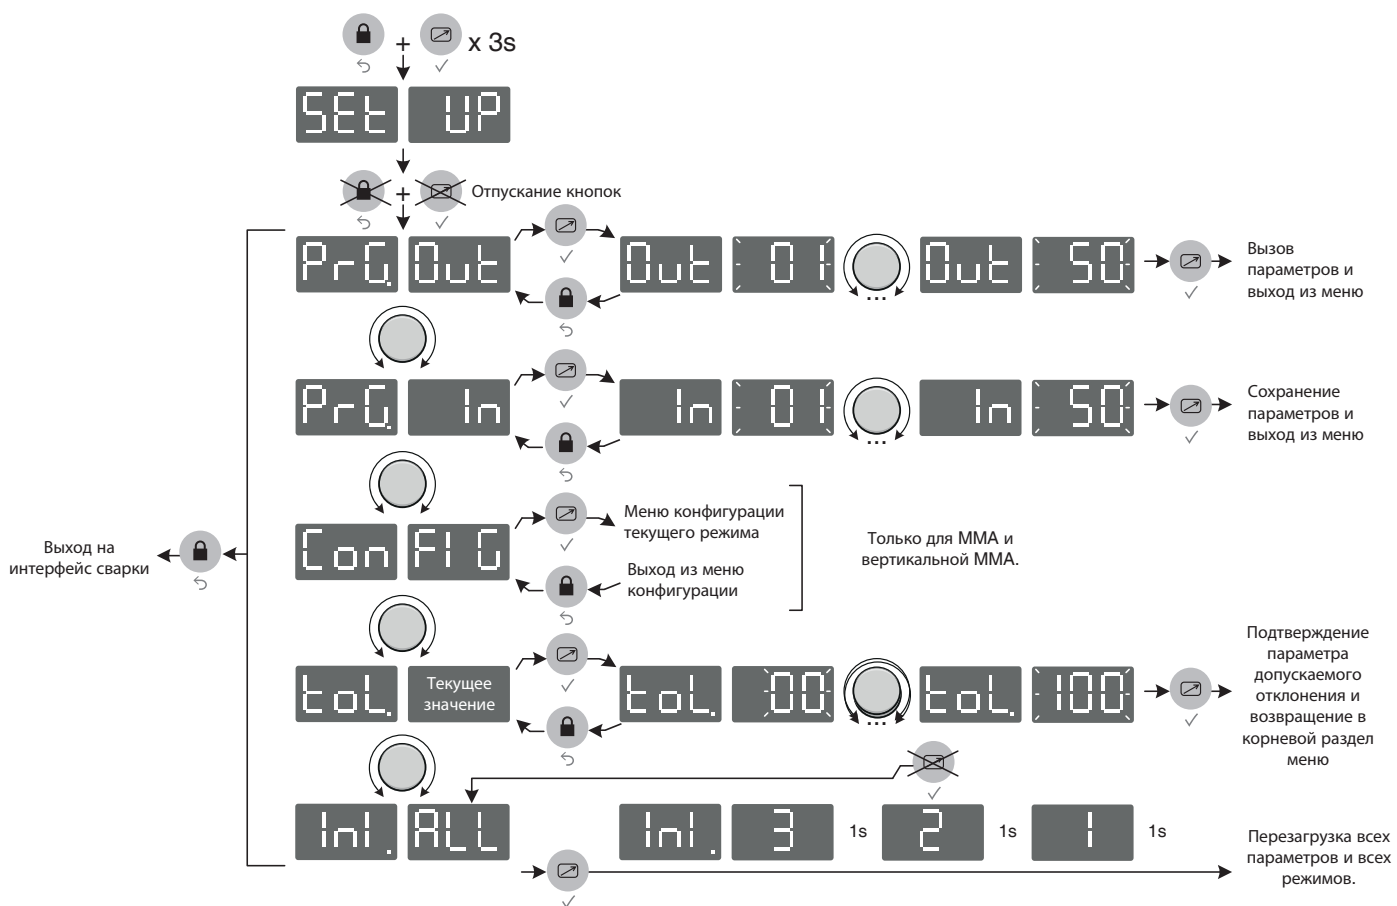 + x 3s
SEt UP
+ Отпускание кнопок
PrG. Out Out 01 ... Out 50
Вызов
параметров и
выход из меню
PrG. In In 01 ... In 50
Сохранение
параметров и
выход из меню
Con FIG
Меню конфигурации
текущего режима
Выход из меню
конфигурации
Только для ММА и
вертикальной ММА.
Выход на
интерфейс сварки
toL. Текущее
значение
toL. 00 ... toL. 100
Подтверждение
параметра
допускаемого
отклонения и
возвращение в
корневой раздел
меню
InI. ALL InI. 3 1s 2 1s 1 1s
Перезагрузка всех
параметров и всех
режимов.